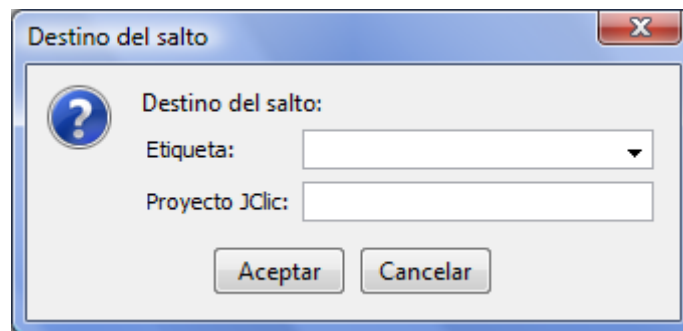 Destino del salto
Destino del salto:
Etiqueta:
Proyecto JClic:
Aceptar Cancelar